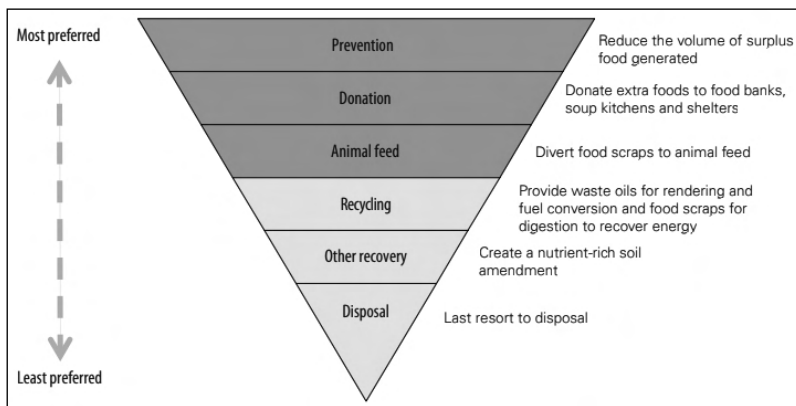 Most preferred
Prevention
Reduce the volume of surplus
food generated
Donation
Donate extra foods to food banks,
soup kitchens and shelters
Animal feed
Divert food scraps to animal feed
Recycling
Provide waste oils for rendering and
fuel conversion and food scraps for
digestion to recover energy
Other recovery
Create a nutrient-rich soil
amendment
Disposal
Last resort to disposal
Least preferred